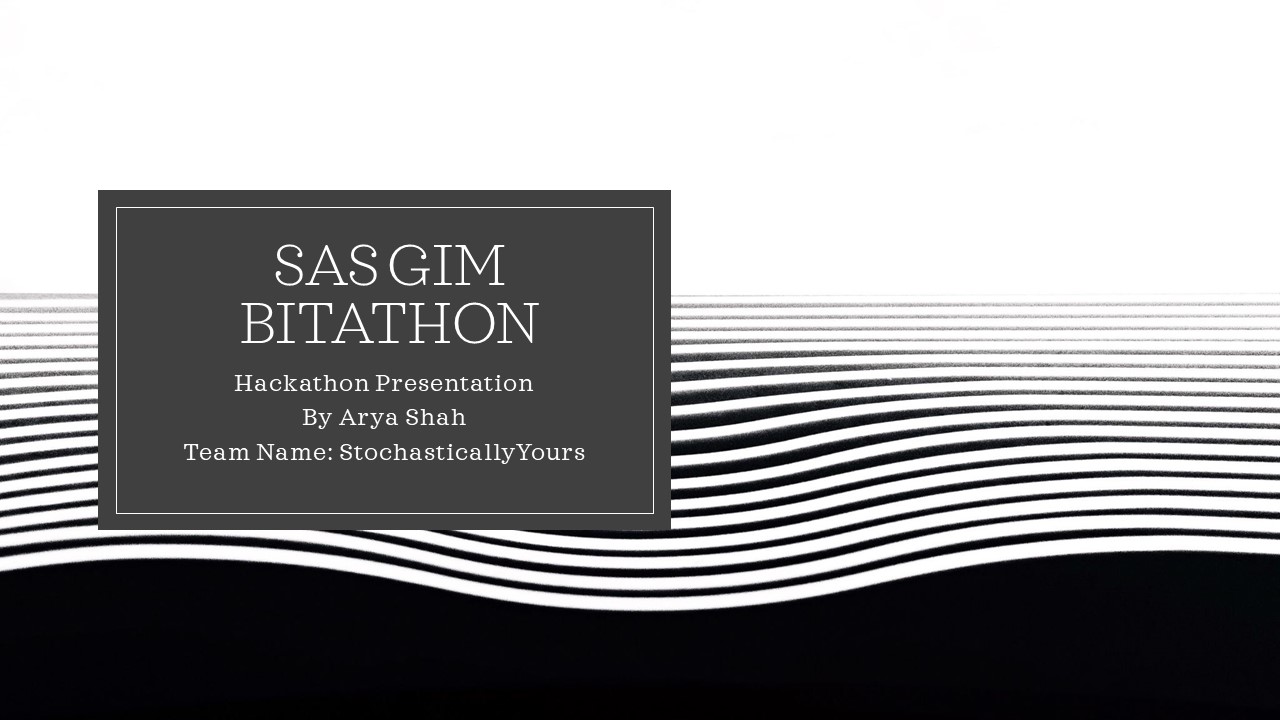 SAS GIM
BITATHON
Hackathon Presentation
By Arya Shah
Team Name: StochasticallyYours